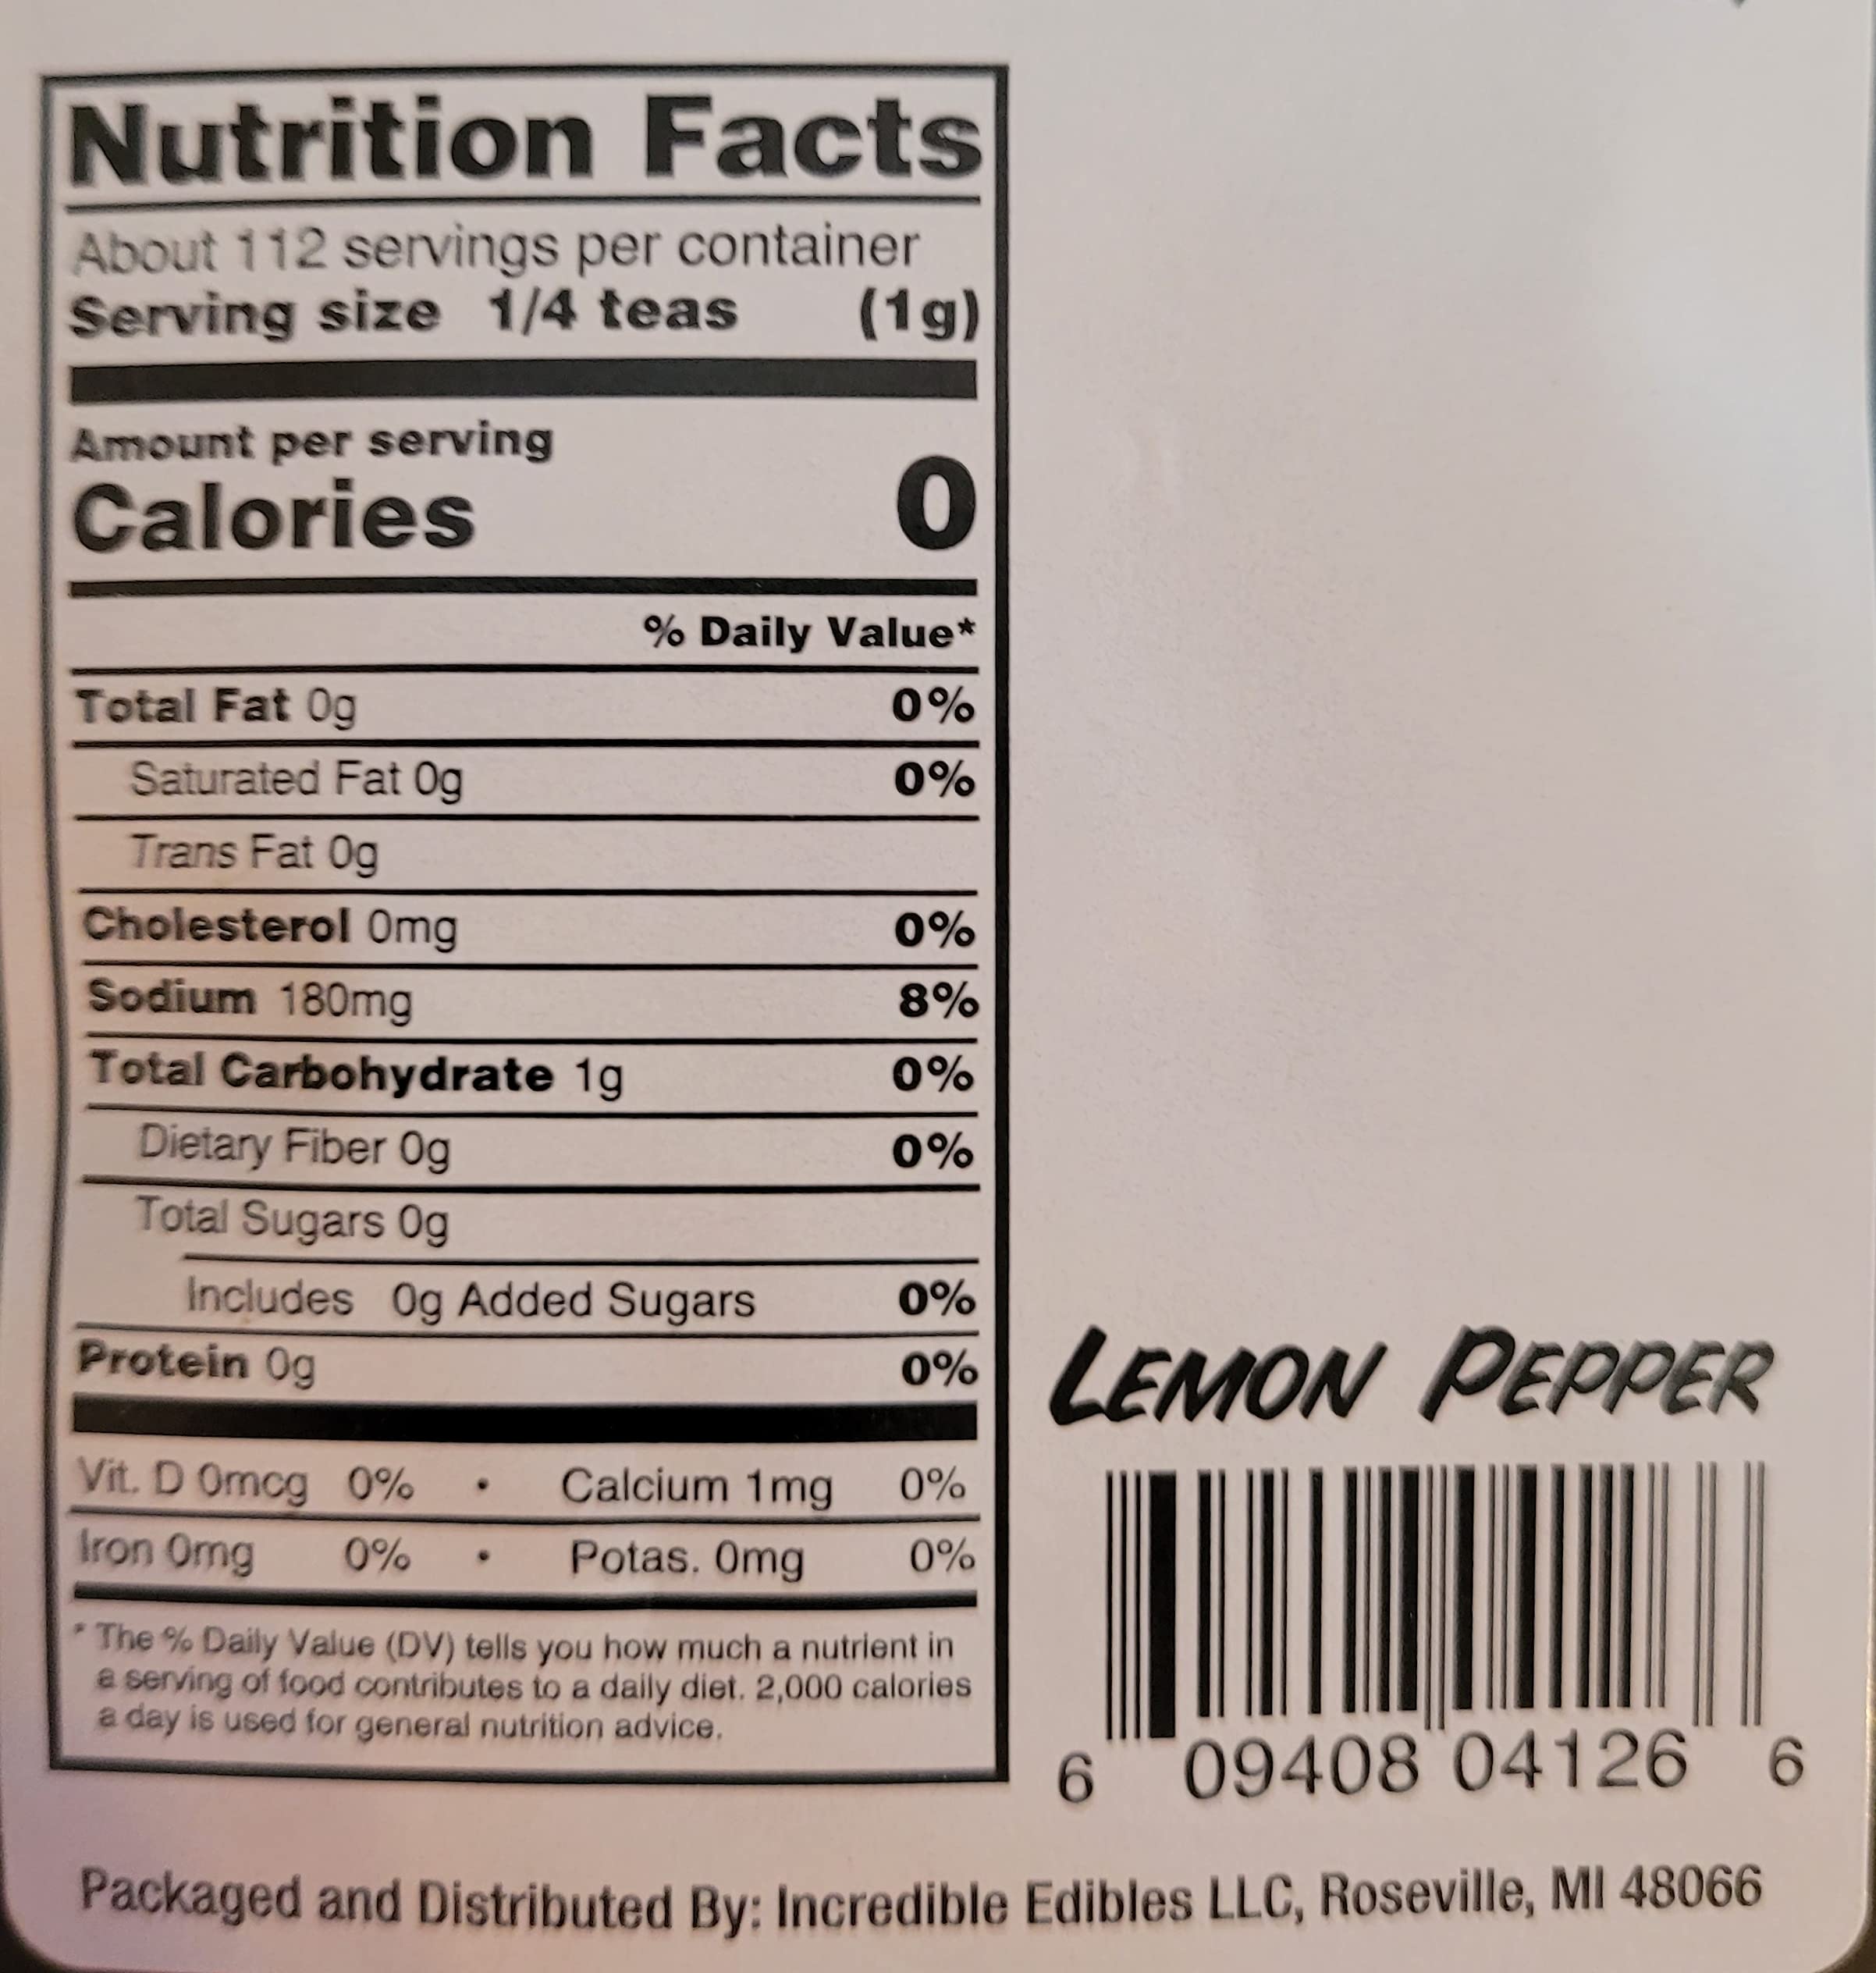 Nutrition Facts
About 112 servings per container
Serving size 1/4 teas (1g)
Amount per serving
Calories 0
% Daily Value*
Total Fat 0g 0%
Saturated Fat 0g 0%
Trans Fat 0g
Cholesterol 0mg 0%
Sodium 180mg 8%
Total Carbohydrate 1g 0%
Dietary Fiber 0g 0%
Total Sugars 0g
Includes 0g Added Sugars 0%
Protein 0g 0%
Vit. D 0mcg 0% • Calcium 1mg 0%
Iron 0mg 0% • Potas. 0mg 0%
* The % Daily Value (DV) tells you how much a nutrient in
a serving of food contributes to a daily diet. 2,000 calories
a day is used for general nutrition advice.
LEMON PEPPER
6 09408 04126 6
Packaged and Distributed By: Incredible Edibles LLC, Roseville, MI 48066